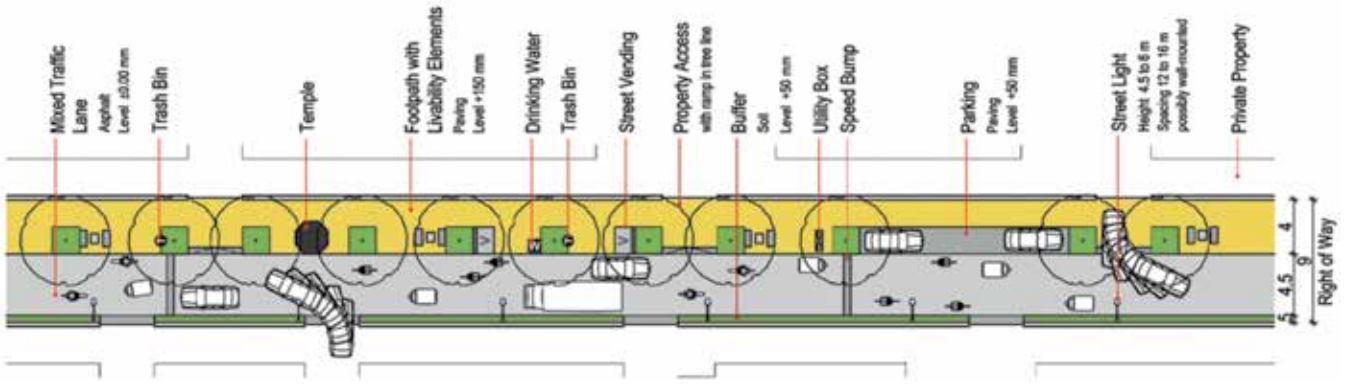 Mixed Traffic
Lane
Asphalt
Level ±0.00 mm
Trash Bin
Temple
Footpath with
Livability Elements
Paving
Level +150 mm
Drinking Water
Trash Bin
Street Vending
Property Access
with ramp in tree line
Buffer
Soil
Level +50 mm
Utility Box
Speed Bump
Parking
Paving
Level +50 mm
Street Light
Height 4.5 to 6 m
Spacing 12 to 16 m
possibly wall-mounted
Private Property
V
W
V
4
9
4.5
.5
Right of Way